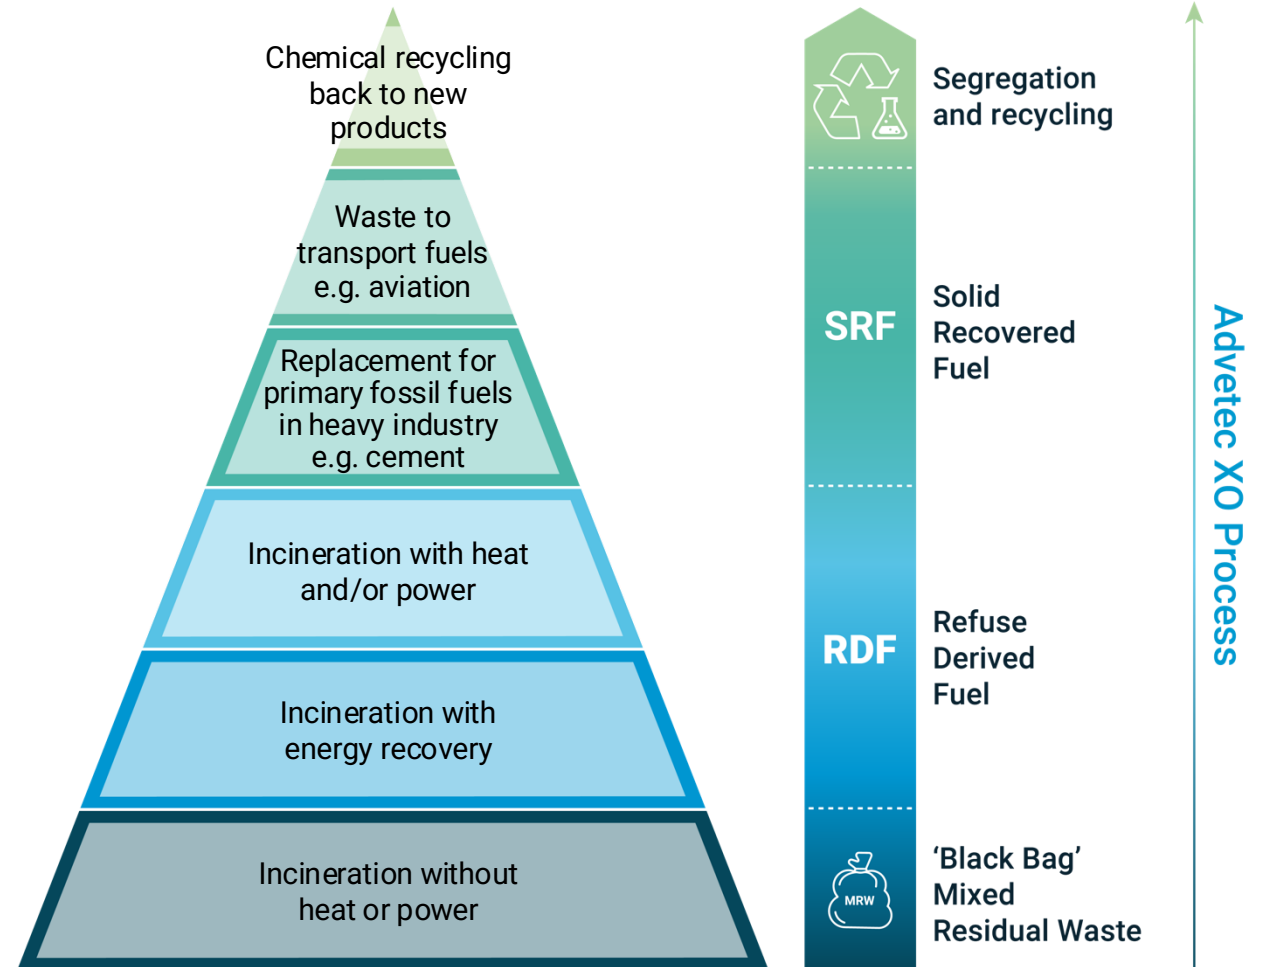 Chemical recycling
back to new
products
Waste to
transport fuels
e.g. aviation
Replacement for
primary fossil fuels
in heavy industry
e.g. cement
Incineration with heat
and/or power
Incineration with
energy recovery
Incineration without
heat or power
Segregation
and recycling
SRF
Solid
Recovered
Fuel
RDF
Refuse
Derived
Fuel
MRW
‘Black Bag’
Mixed
Residual Waste
Advetec XO Process